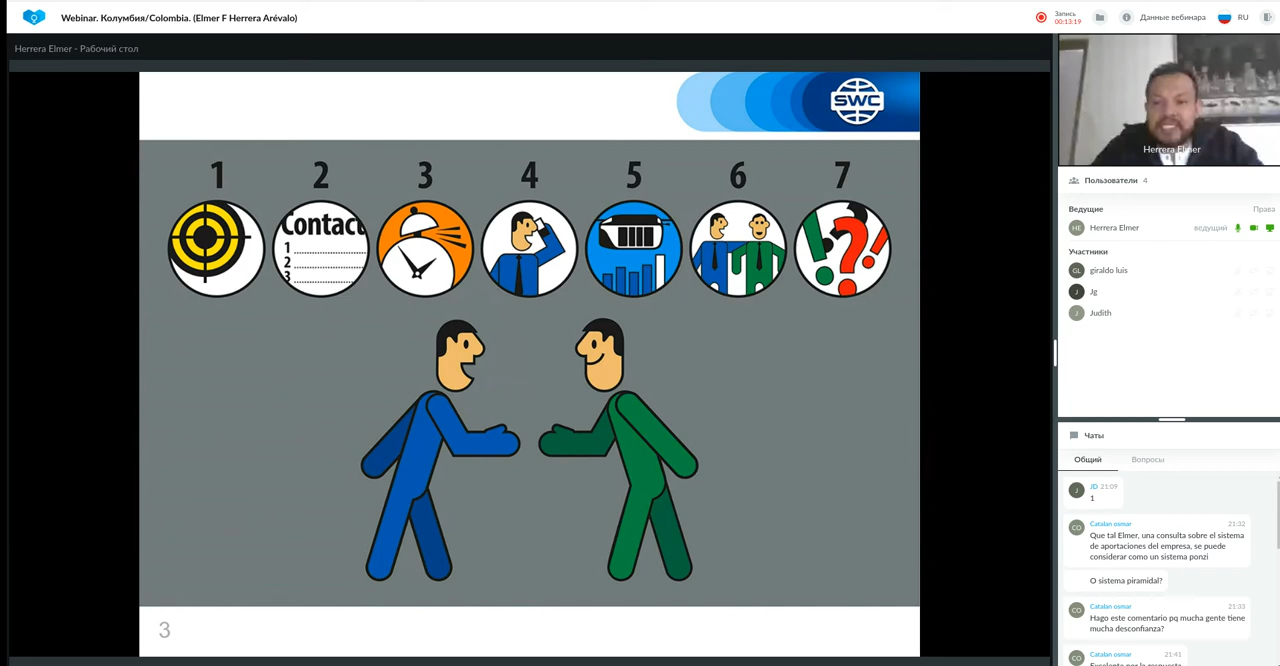 Webinar. Колумбия/Colombia. (Elmer F Herrera Arévalo)
Запись
00:13:19
Данные вебинара
RU
Herrera Elmer - Рабочий стол
SWC
1 2 3 4 5 6 7
Contact
1
2
3
3
Herrera Elmer
Пользователи 4
Ведущие
Права
HE
Herrera Elmer
ведущий
Участники
GL
giraldo luis
J
Jg
J
Judith
Чаты
Общий
Вопросы
J
JD 21:09
1
CO
Catalan osmar 21:32
Que tal Elmer, una consulta sobre el sistema
de aportaciones del empresa, se puede
considerar como un sistema ponzi
O sistema piramidal?
CO
Catalan osmar 21:33
Hago este comentario pq mucha gente tiene
mucha desconfianza?
CO
Catalan osmar 21:41
Excelente por la respuesta